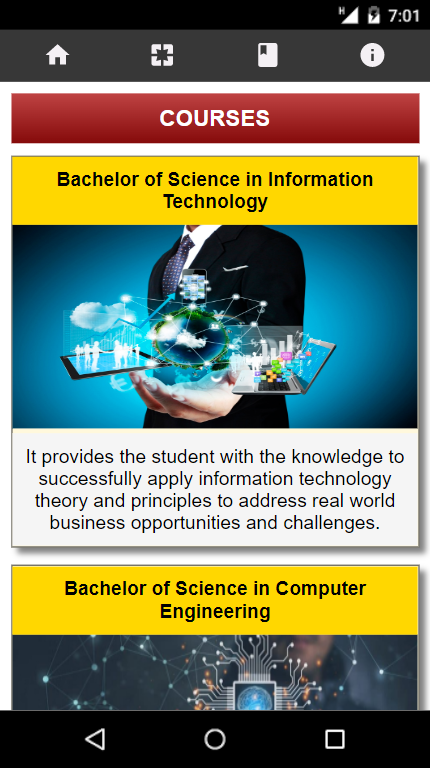 H
7:01
COURSES
Bachelor of Science in Information
Technology
It provides the student with the knowledge to
successfully apply information technology
theory and principles to address real world
business opportunities and challenges.
Bachelor of Science in Computer
Engineering